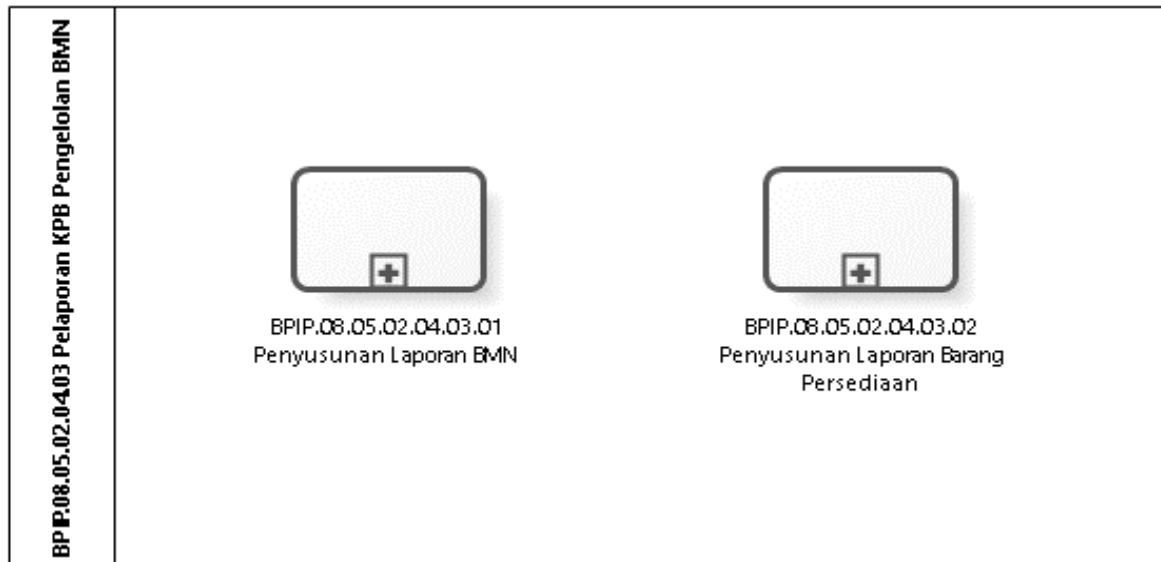 BPIP.08.05.02.04.03 Pelaporan KPB Pengelolan BMN
BPIP.08.05.02.04.03.01
Penyusunan Laporan BMN
BPIP.08.05.02.04.03.02
Penyusunan Laporan Barang
Persediaan